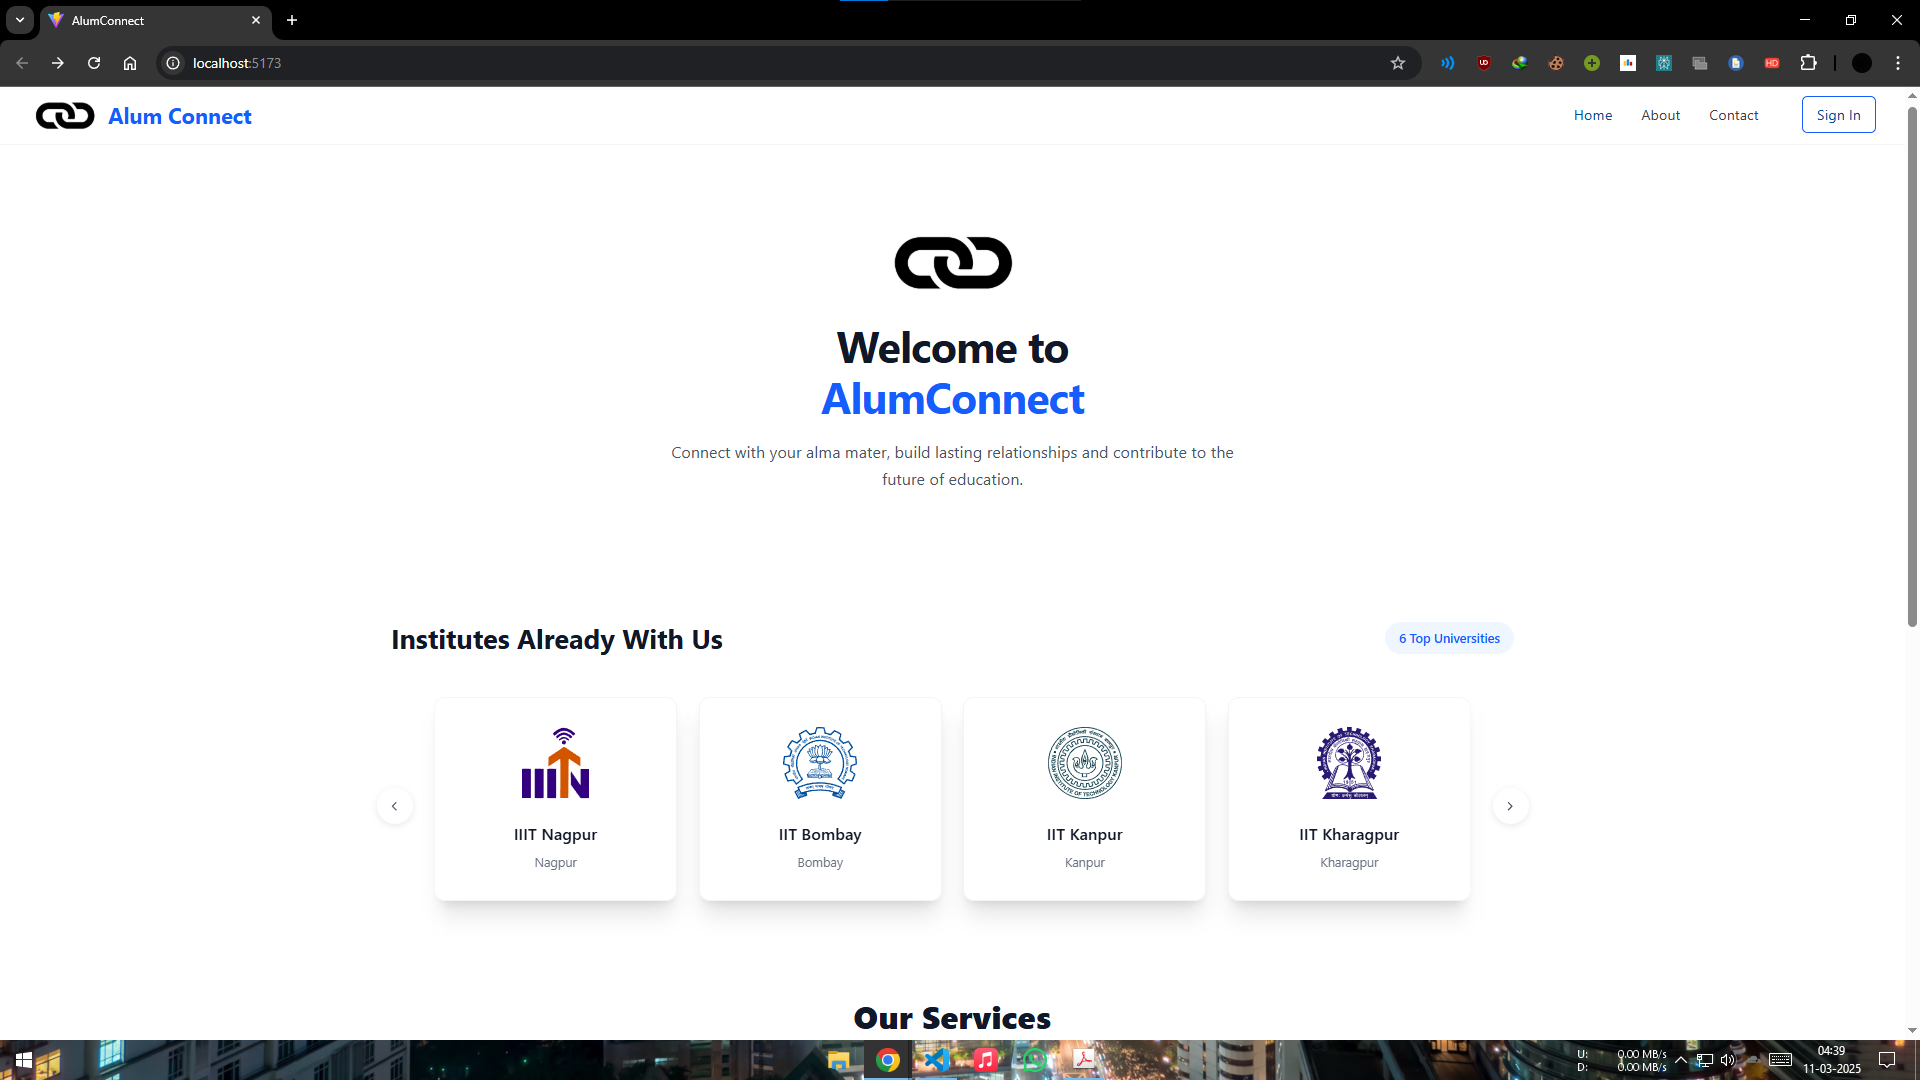 AlumConnect
localhost:5173
Alum Connect
Home
About
Contact
Sign In
Welcome to
AlumConnect
Connect with your alma mater, build lasting relationships and contribute to the
future of education.
Institutes Already With Us
6 Top Universities
IIIT Nagpur
Nagpur
IIT Bombay
Bombay
IIT Kanpur
Kanpur
IIT Kharagpur
Kharagpur
Our Services
U: 0.00 MB/s
D: 0.00 MB/s
04:39
11-03-2025